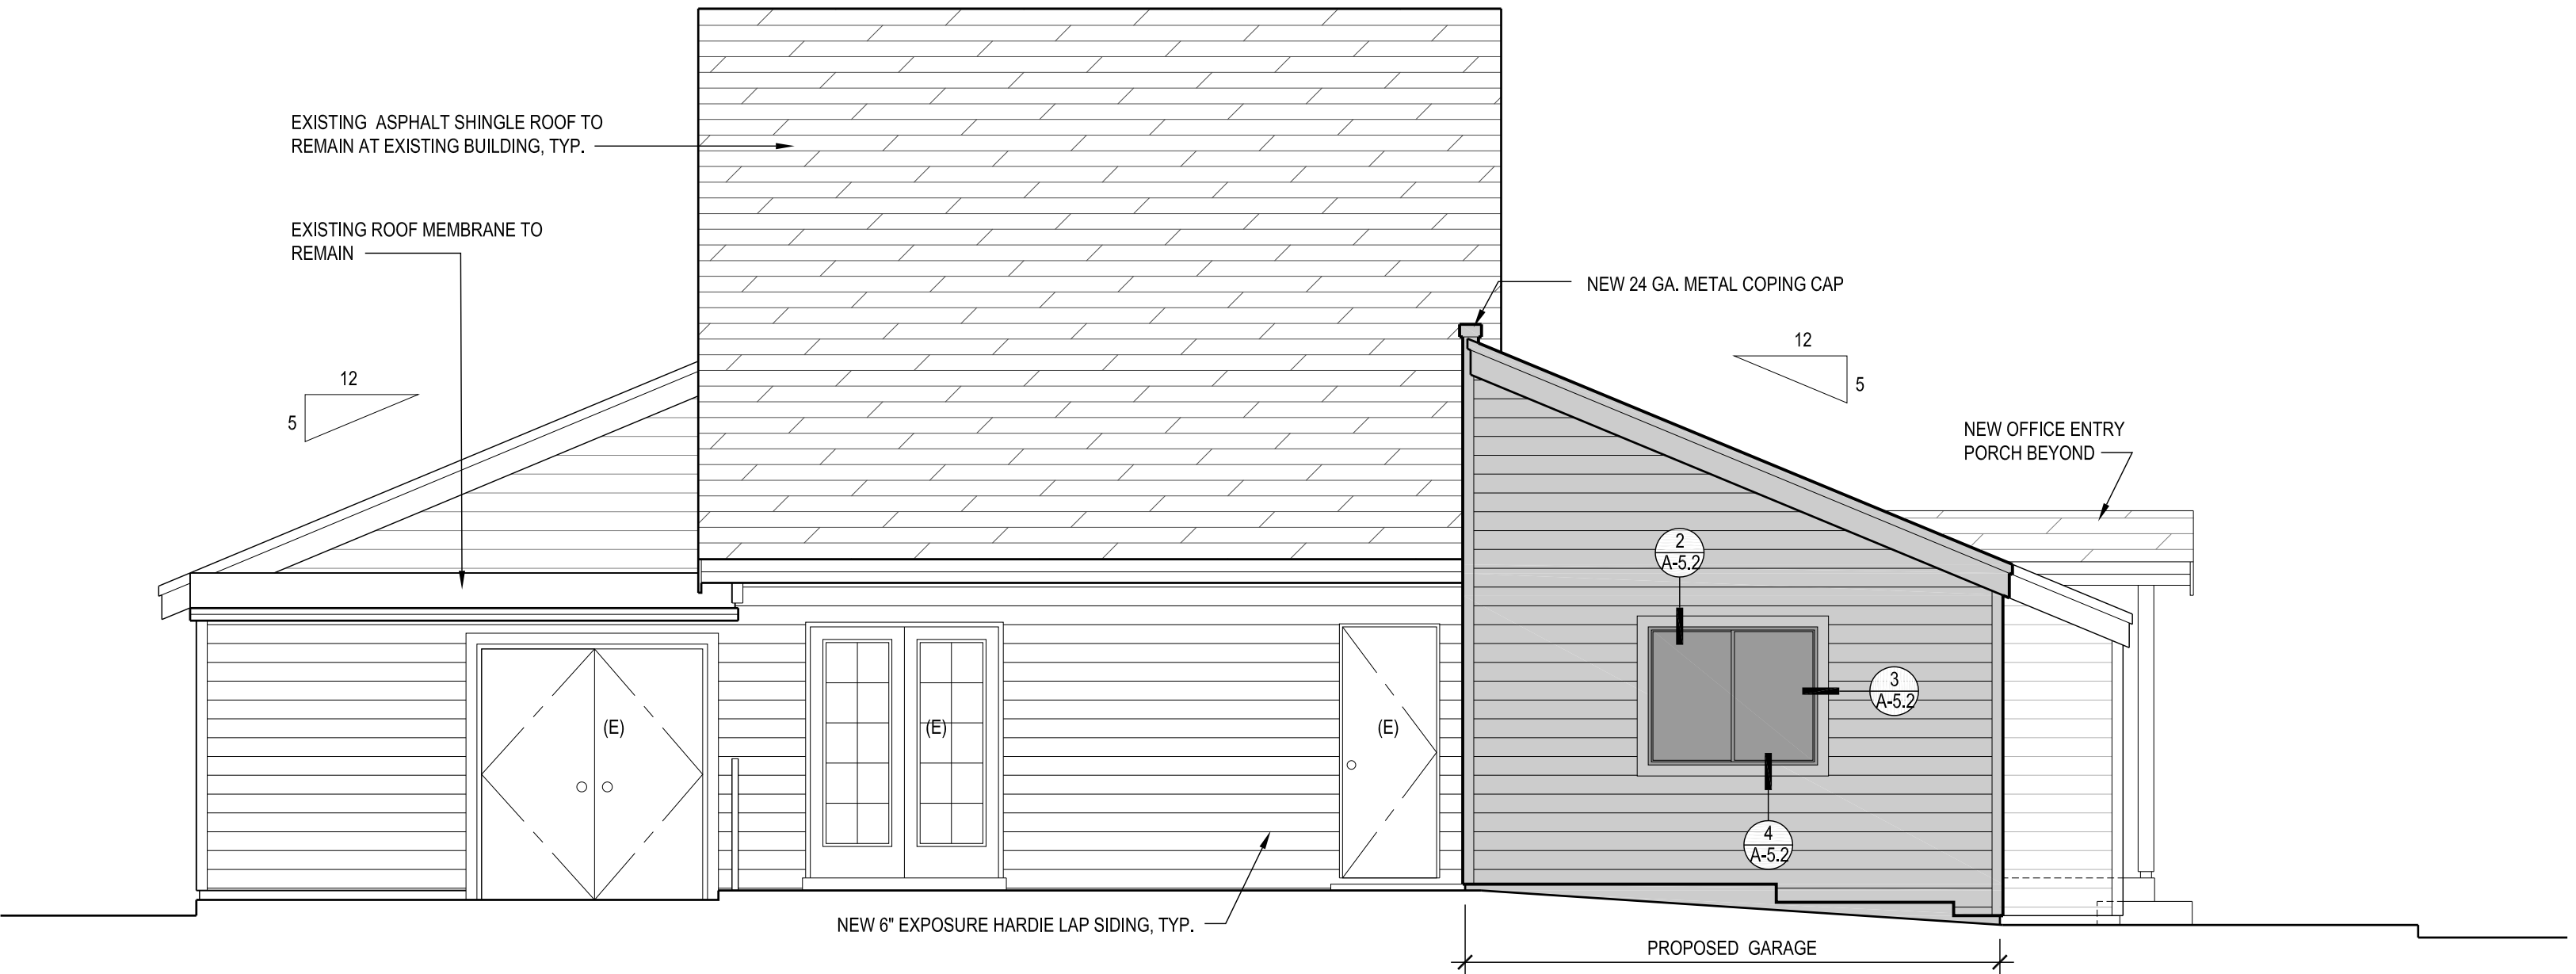 EXISTING ASPHALT SHINGLE ROOF TO
REMAIN AT EXISTING BUILDING, TYP.
EXISTING ROOF MEMBRANE TO
REMAIN
NEW 24 GA. METAL COPING CAP
12
5
12
5
NEW OFFICE ENTRY
PORCH BEYOND
2
A-5.2
3
A-5.2
(E)
(E)
(E)
4
A-5.2
NEW 6" EXPOSURE HARDIE LAP SIDING, TYP.
PROPOSED GARAGE